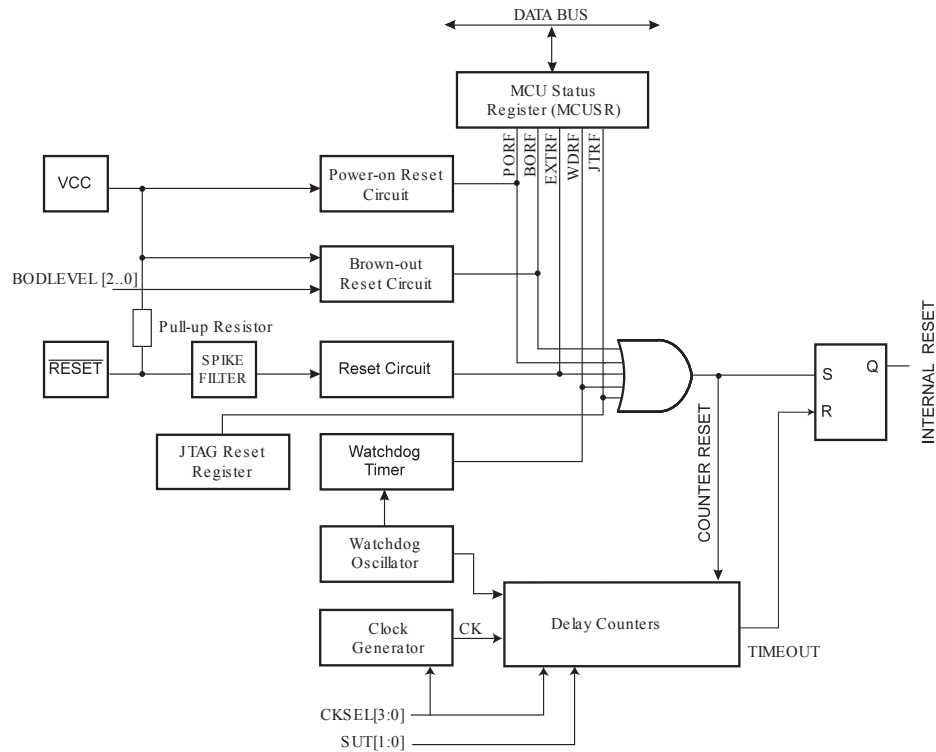 DATA BUS
MCU Status
Register (MCUSR)
PORF
BORF
EXTRF
WDRF
JTRF
VCC
Power-on Reset
Circuit
BODLEVEL [2..0]
Brown-out
Reset Circuit
Pull-up Resistor
RESET
SPIKE
FILTER
Reset Circuit
JTAG Reset
Register
Watchdog
Timer
Watchdog
Oscillator
Clock
Generator
CK
Delay Counters
CKSEL[3:0]
SUT[1:0]
TIMEOUT
COUNTER RESET
S
R
Q
INTERNAL RESET